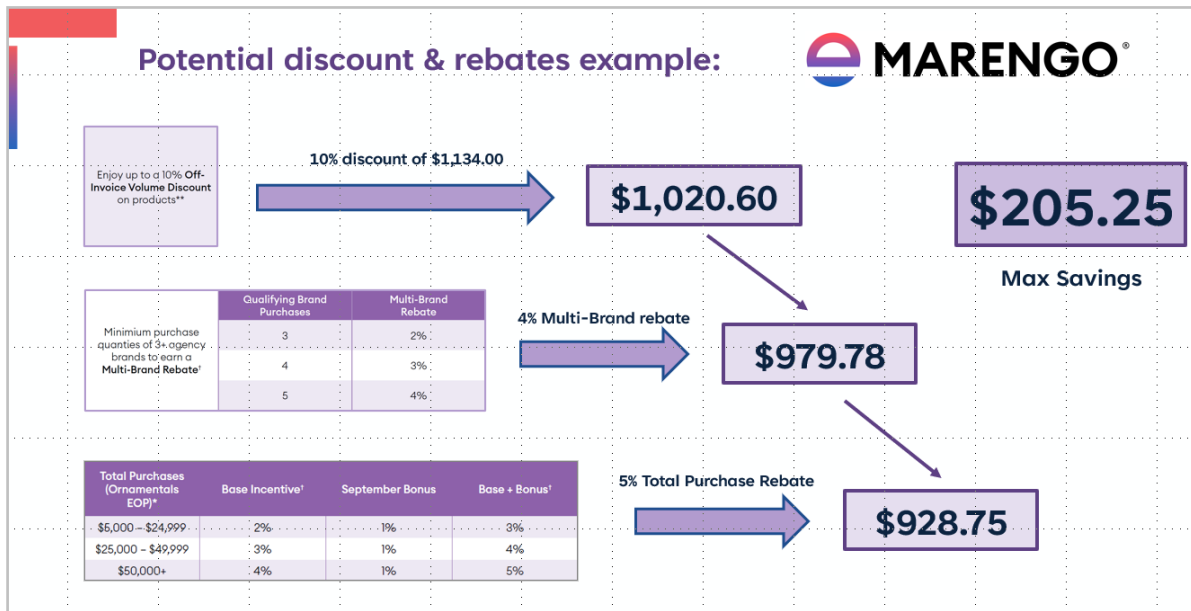 Potential discount & rebates example:
MARENGO®
Enjoy up to a 10% Off-
Invoice Volume Discount
on products**
10% discount of $1,134.00
$1,020.60
$205.25
Max Savings
Minimum purchase
quanties of 3+ agency
brands to earn a
Multi-Brand Rebate†
Qualifying Brand
Purchases
Multi-Brand
Rebate
3 2%
4 3%
5 4%
4% Multi-Brand rebate
$979.78
Total Purchases
(Ornamentals
EOP)*
Base Incentive†
September Bonus
Base + Bonus†
$5,000 – $24,999 2% 1% 3%
$25,000 – $49,999 3% 1% 4%
$50,000+ 4% 1% 5%
5% Total Purchase Rebate
$928.75